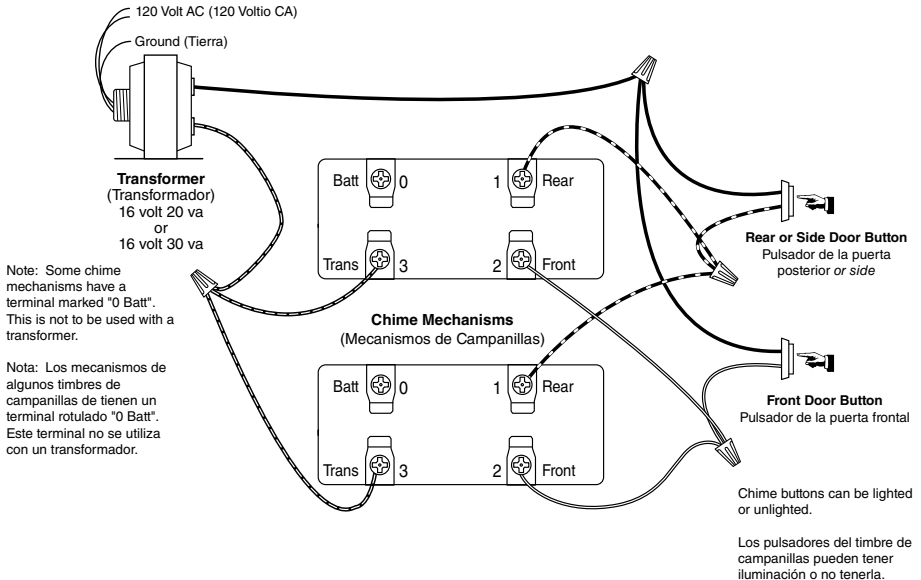 120 Volt AC (120 Voltio CA)
Ground (Tierra)
Transformer
(Transformador)
16 volt 20 va
or
16 volt 30 va
Note: Some chime
mechanisms have a
terminal marked "0 Batt".
This is not to be used with a
transformer.
Nota: Los mecanismos de
algunos timbres de
campanillas de tienen un
terminal rotulado "0 Batt".
Este terminal no se utiliza
con un transformador.
Batt 0 1 Rear
Trans 3 2 Front
Chime Mechanisms
(Mecanismos de Campanillas)
Batt 0 1 Rear
Trans 3 2 Front
Rear or Side Door Button
Pulsador de la puerta
posterior or side
Front Door Button
Pulsador de la puerta frontal
Chime buttons can be lighted
or unlighted.
Los pulsadores del timbre de
campanillas pueden tener
iluminación o no tenerla.